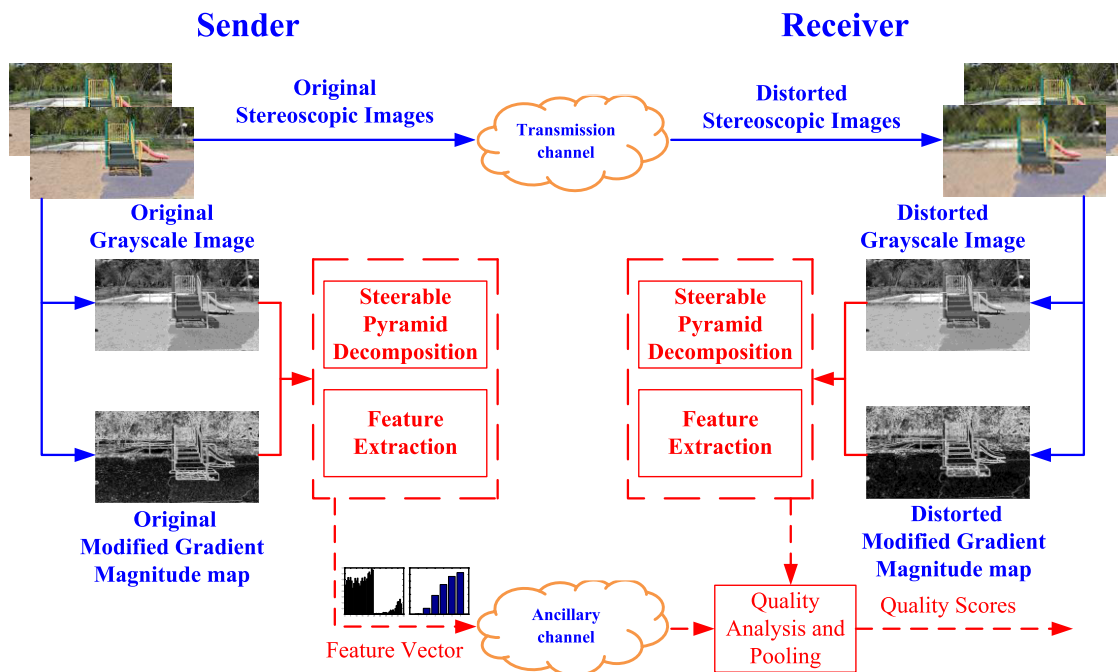 Sender
Receiver
Original
Stereoscopic Images
Transmission
channel
Distorted
Stereoscopic Images
Original
Grayscale Image
Distorted
Grayscale Image
Steerable
Pyramid
Decomposition
Feature
Extraction
Steerable
Pyramid
Decomposition
Feature
Extraction
Original
Modified Gradient
Magnitude map
Distorted
Modified Gradient
Magnitude map
Feature Vector
Ancillary
channel
Quality
Analysis and
Pooling
Quality Scores